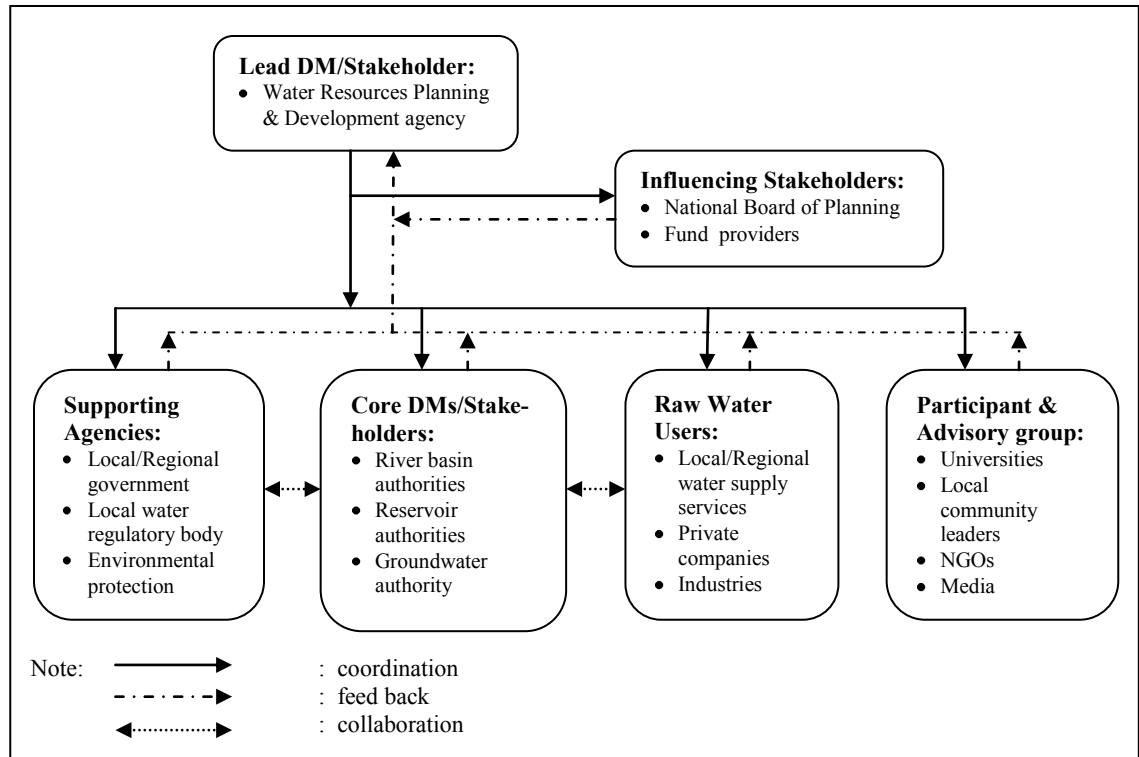 Lead DM/Stakeholder:
• Water Resources Planning
& Development agency
Influencing Stakeholders:
• National Board of Planning
• Fund providers
Supporting
Agencies:
• Local/Regional
government
• Local water
regulatory body
• Environmental
protection
Core DMs/Stake-
holders:
• River basin
authorities
• Reservoir
authorities
• Groundwater
authority
Raw Water
Users:
• Local/Regional
water supply
services
• Private
companies
• Industries
Participant &
Advisory group:
• Universities
• Local
community
leaders
• NGOs
• Media
Note: : coordination
: feed back
: collaboration